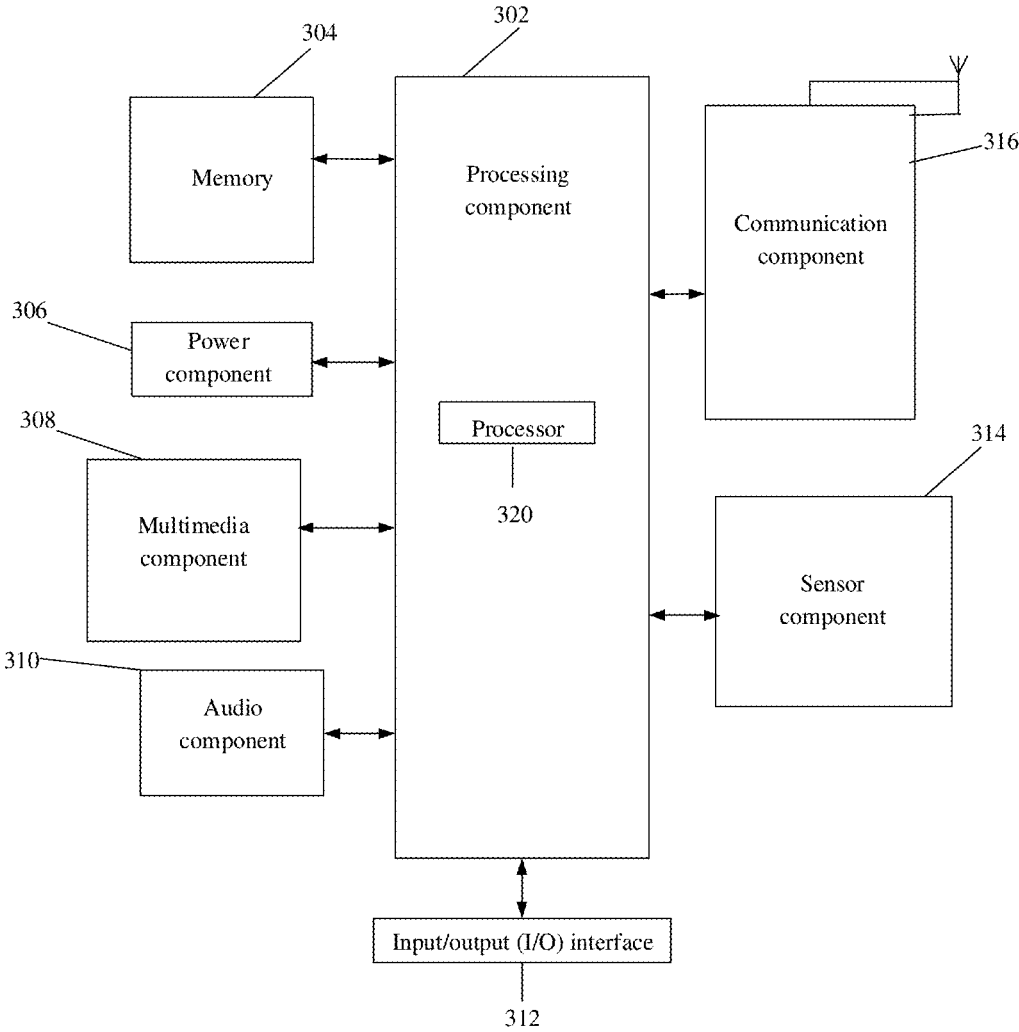 302
304
Memory
Processing
component
316
Communication
component
306
Power
component
308
Processor
320
314
Multimedia
component
Sensor
component
310
Audio
component
Input/output (I/O) interface
312